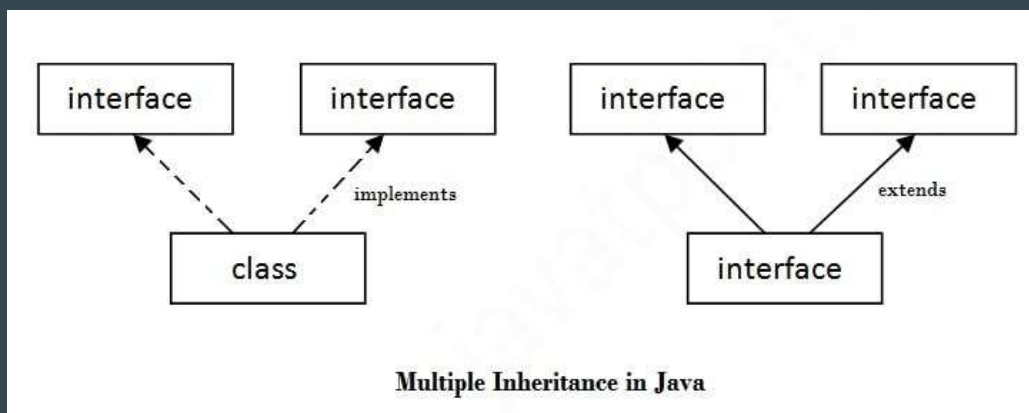 interface interface interface interface
implements extends
class interface
Multiple Inheritance in Java